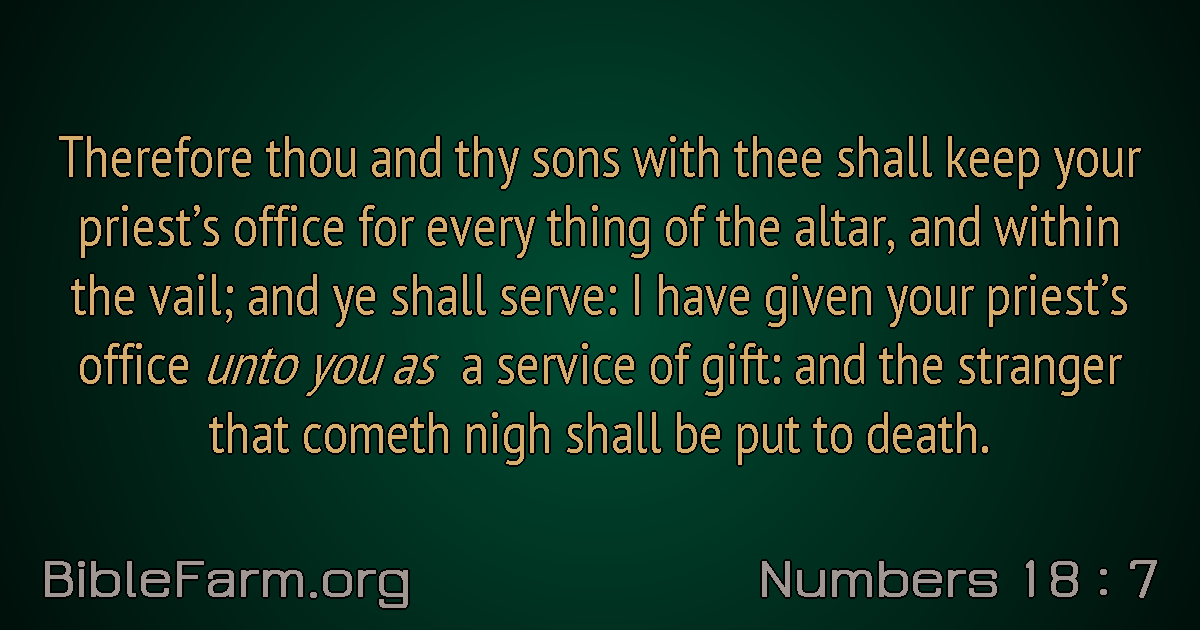 Therefore thou and thy sons with thee shall keep your
priest’s office for every thing of the altar, and within
the vail; and ye shall serve: I have given your priest’s
office unto you as a service of gift: and the stranger
that cometh nigh shall be put to death.
BibleFarm.org
Numbers 18 : 7